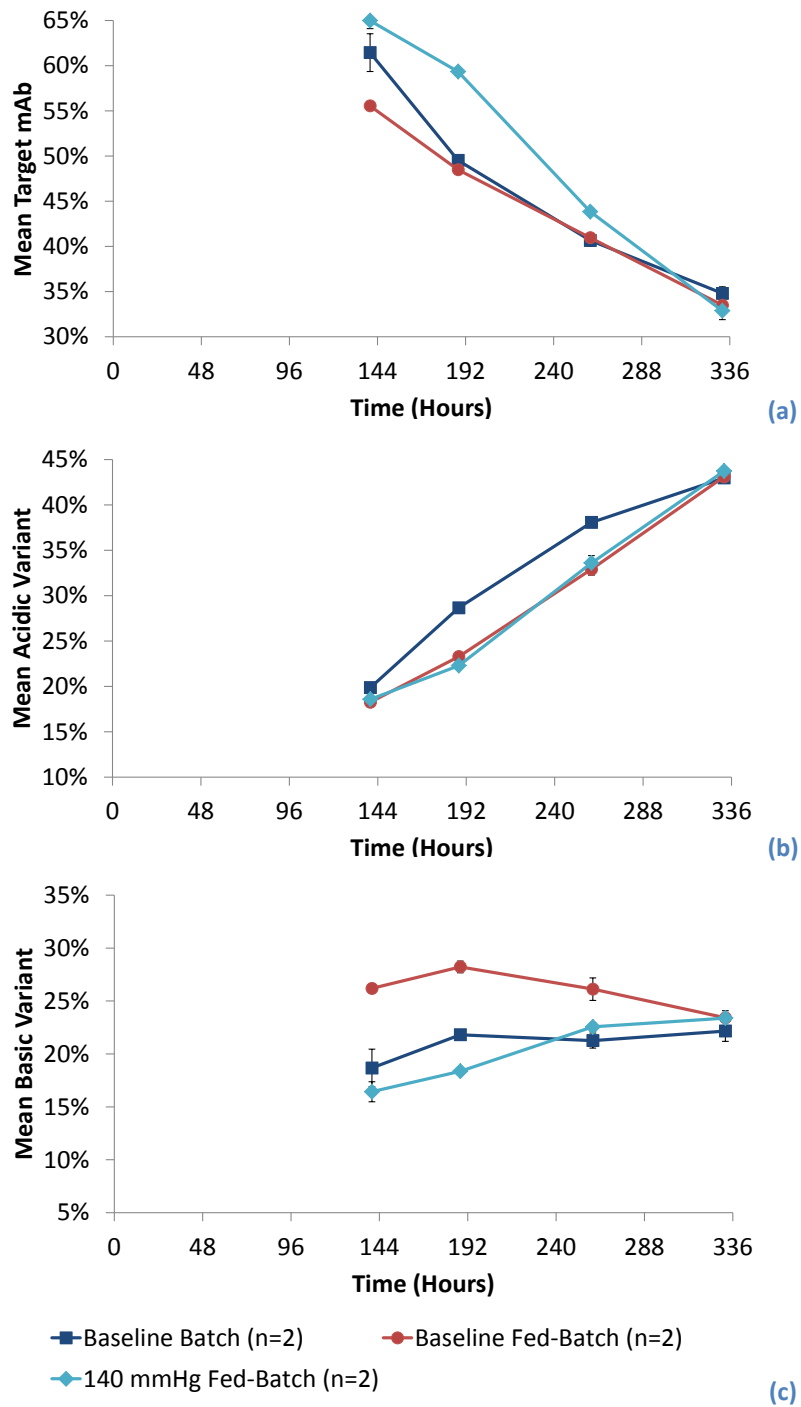 65%
60%
55%
50%
45%
40%
35%
30%
Mean Target mAb
0 48 96 144 192 240 288 336
Time (Hours)
(a)
45%
40%
35%
30%
25%
20%
15%
10%
Mean Acidic Variant
0 48 96 144 192 240 288 336
Time (Hours)
(b)
35%
30%
25%
20%
15%
10%
5%
Mean Basic Variant
0 48 96 144 192 240 288 336
Time (Hours)
Baseline Batch (n=2) Baseline Fed-Batch (n=2)
140 mmHg Fed-Batch (n=2)
(c)